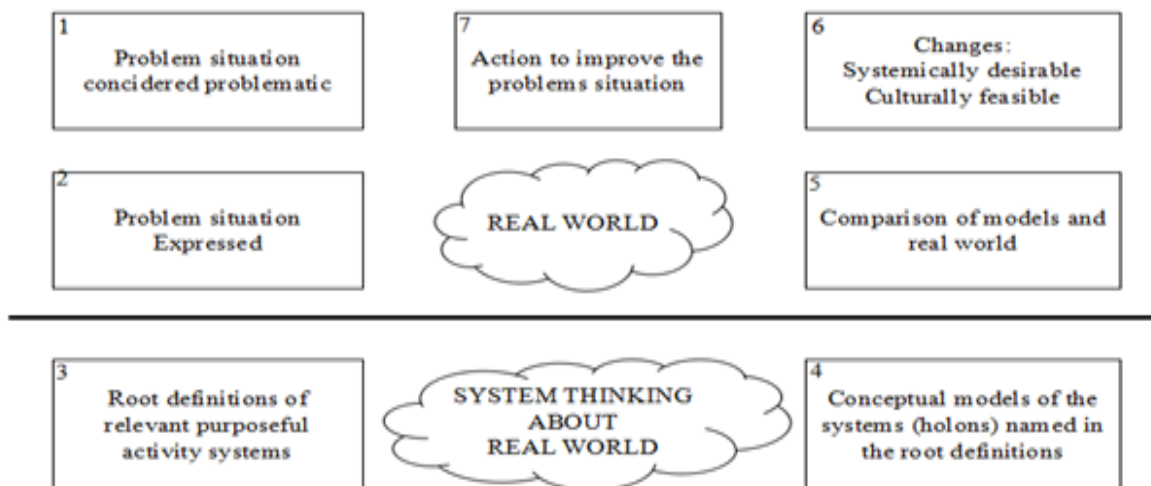 1
Problem situation
concidered problematic
7
Action to improve the
problems situation
6
Changes:
Systemically desirable
Culturally feasible
2
Problem situation
Expressed
REAL WORLD
5
Comparison of models and
real world
3
Root definitions of
relevant purposeful
activity systems
SYSTEM THINKING
ABOUT
REAL WORLD
4
Conceptual models of the
systems (holons) named in
the root definitions